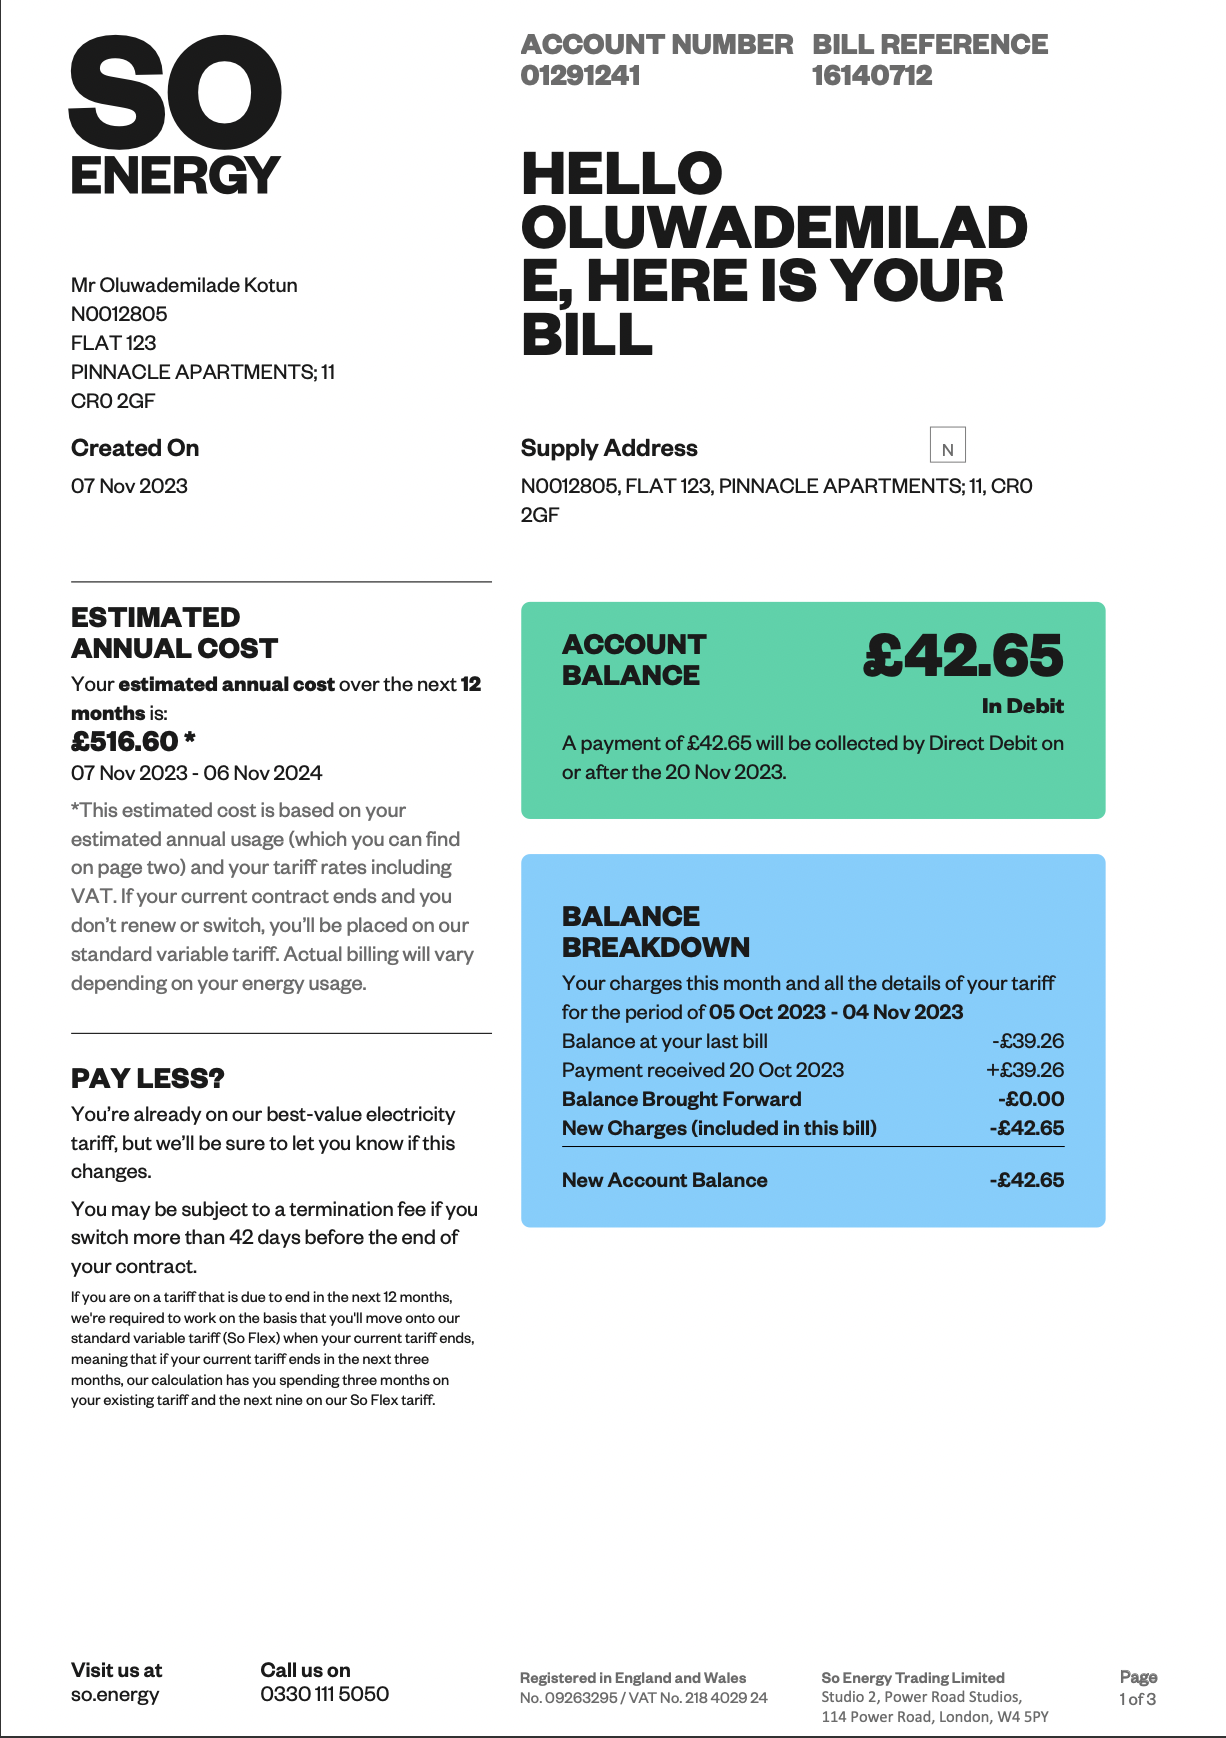 SO
ENERGY
ACCOUNT NUMBER
01291241
BILL REFERENCE
16140712
HELLO
OLUWADEMILAD
E, HERE IS YOUR
BILL
Mr Oluwademilade Kotun
N0012805
FLAT 123
PINNACLE APARTMENTS; 11
CR0 2GF
Created On
07 Nov 2023
Supply Address
N
N0012805, FLAT 123, PINNACLE APARTMENTS; 11, CR0
2GF
ESTIMATED
ANNUAL COST
Your estimated annual cost over the next 12
months is:
£516.60 *
07 Nov 2023 - 06 Nov 2024
*This estimated cost is based on your
estimated annual usage (which you can find
on page two) and your tariff rates including
VAT. If your current contract ends and you
don’t renew or switch, you’ll be placed on our
standard variable tariff. Actual billing will vary
depending on your energy usage.
PAY LESS?
You’re already on our best-value electricity
tariff, but we’ll be sure to let you know if this
changes.
You may be subject to a termination fee if you
switch more than 42 days before the end of
your contract.
If you are on a tariff that is due to end in the next 12 months,
we're required to work on the basis that you'll move onto our
standard variable tariff (So Flex) when your current tariff ends,
meaning that if your current tariff ends in the next three
months, our calculation has you spending three months on
your existing tariff and the next nine on our So Flex tariff.
ACCOUNT
BALANCE
£42.65
In Debit
A payment of £42.65 will be collected by Direct Debit on
or after the 20 Nov 2023.
BALANCE
BREAKDOWN
Your charges this month and all the details of your tariff
for the period of 05 Oct 2023 - 04 Nov 2023
Balance at your last bill -£39.26
Payment received 20 Oct 2023 +£39.26
Balance Brought Forward -£0.00
New Charges (included in this bill) -£42.65
New Account Balance -£42.65
Visit us at
so.energy
Call us on
0330 111 5050
Registered in England and Wales
No. 09263295 / VAT No. 218 4029 24
So Energy Trading Limited
Studio 2, Power Road Studios,
114 Power Road, London, W4 5PY
Page
1 of 3